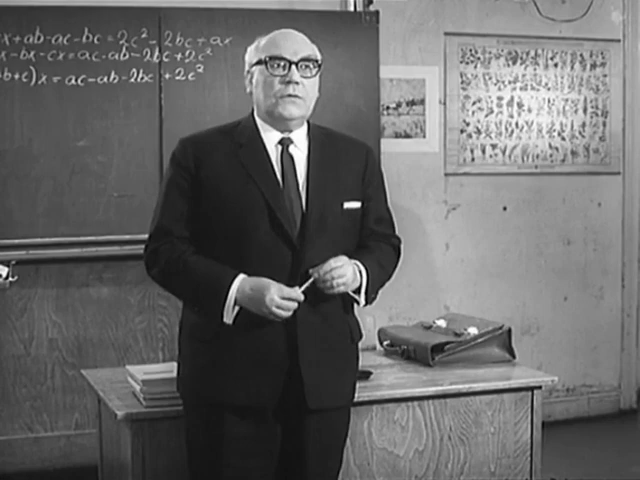 x+ab-ac-bc=2c²-2bc+ax
x-bx-cx=ac-ab-2bc+2c²
b+c)x=ac-ab-2bc+2c²